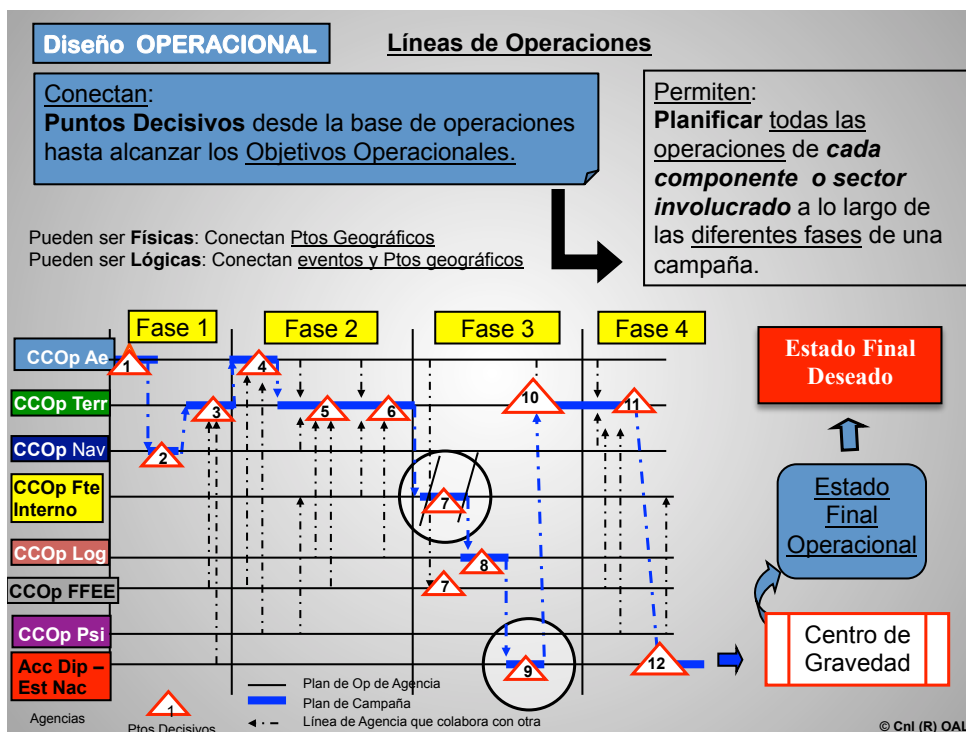 Diseño OPERACIONAL
Líneas de Operaciones
Conectan:
Puntos Decisivos desde la base de operaciones
hasta alcanzar los Objetivos Operacionales.
Permiten:
Planificar todas las
operaciones de cada
componente o sector
involucrado a lo largo de
las diferentes fases de una
campaña.
Pueden ser Físicas: Conectan Ptos Geográficos
Pueden ser Lógicas: Conectan eventos y Ptos geográficos
Fase 1
Fase 2
Fase 3
Fase 4
CCOp Ae
1
4
CCOp Terr
3
5
6
10
11
CCOp Nav
2
CCOp Fte
Interno
7
CCOp Log
8
CCOp FFEE
7
CCOp Psi
Acc Dip –
Est Nac
9
12
Estado Final
Deseado
Estado
Final
Operacional
Centro de
Gravedad
Agencias
1
Ptos Decisivos
Plan de Op de Agencia
Plan de Campaña
Línea de Agencia que colabora con otra
© Cnl (R) OAL